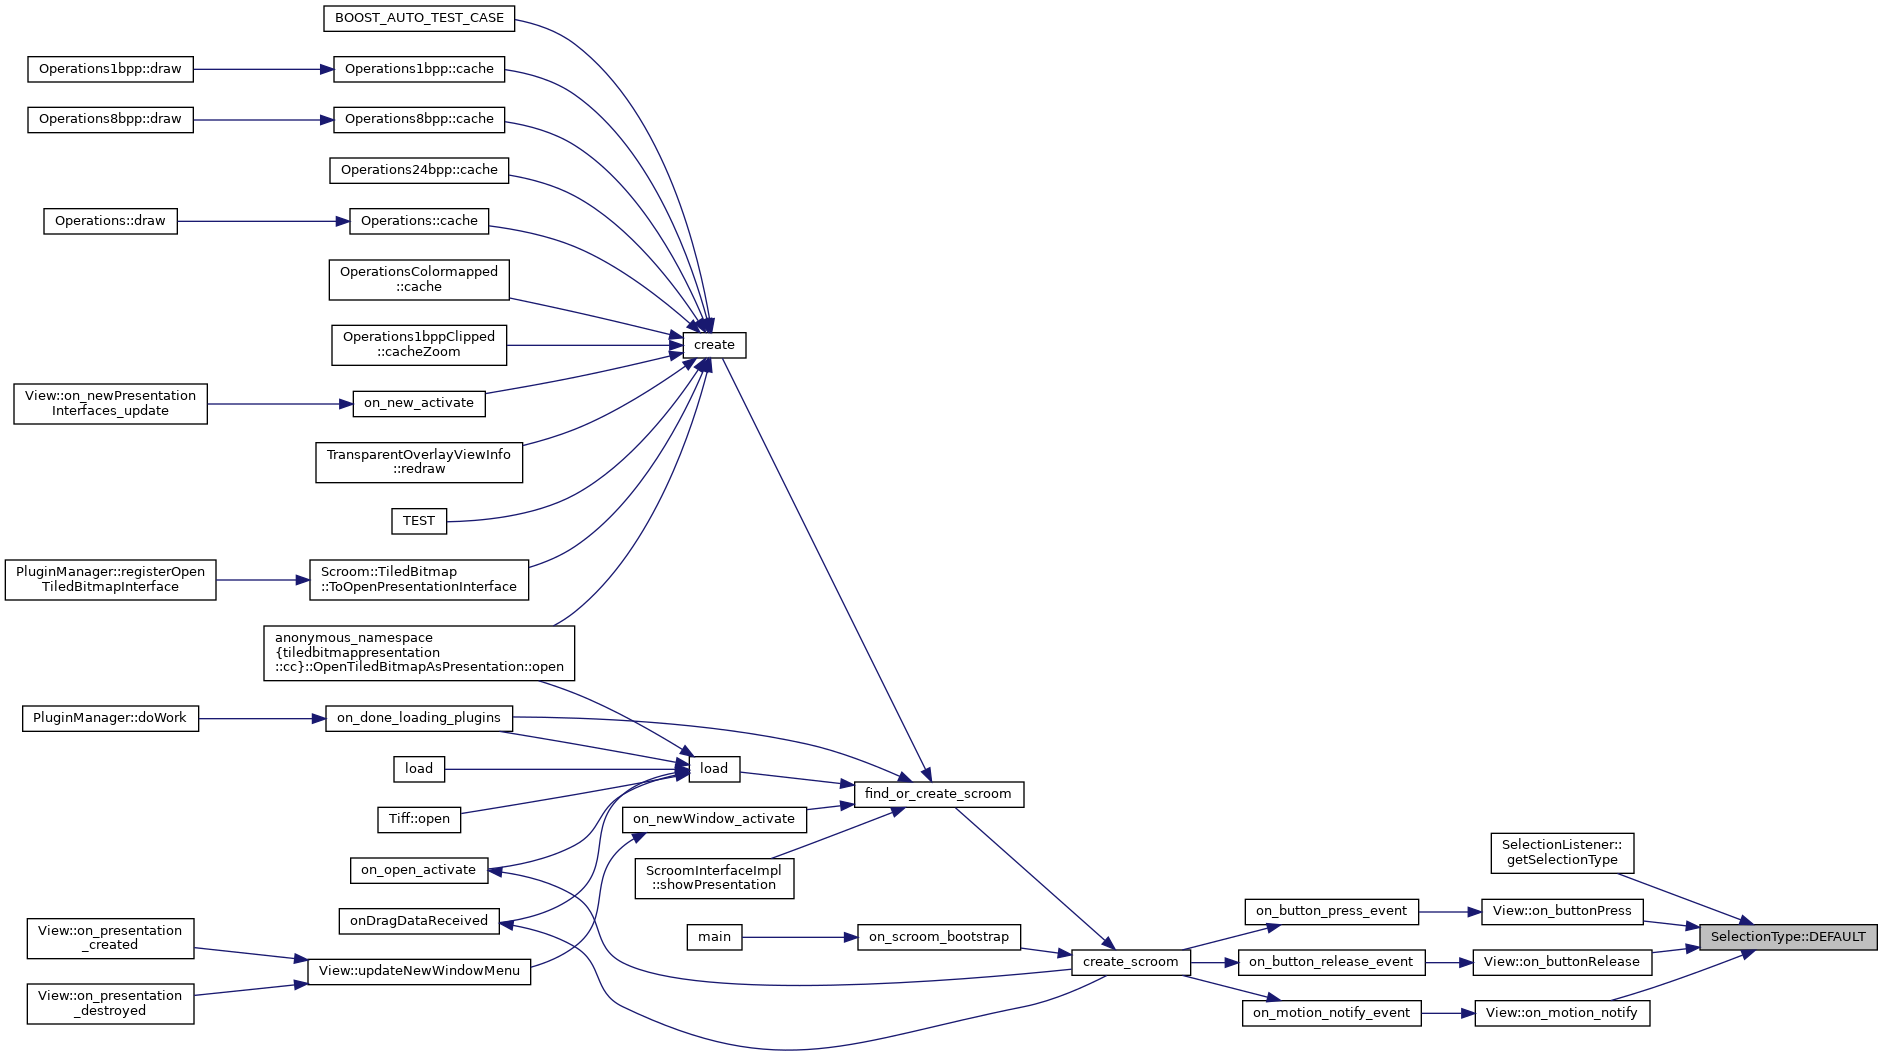 BOOST_AUTO_TEST_CASE
Operations1bpp::draw
Operations1bpp::cache
Operations8bpp::draw
Operations8bpp::cache
Operations24bpp::cache
Operations::draw
Operations::cache
OperationsColormapped
::cache
Operations1bppClipped
::cacheZoom
create
View::on_newPresentation
Interfaces_update
on_new_activate
TransparentOverlayViewInfo
::redraw
TEST
PluginManager::registerOpen
TiledBitmapInterface
Scroom::TiledBitmap
::ToOpenPresentationInterface
anonymous_namespace
{tiledbitmappresentation
::cc}::OpenTiledBitmapAsPresentation::open
PluginManager::doWork
on_done_loading_plugins
load
load
find_or_create_scroom
Tiff::open
on_newWindow_activate
on_open_activate
ScroomInterfaceImpl
::showPresentation
onDragDataReceived
View::on_presentation
_created
View::updateNewWindowMenu
View::on_presentation
_destroyed
main
on_scroom_bootstrap
create_scroom
on_button_press_event
on_button_release_event
on_motion_notify_event
SelectionListener::
getSelectionType
View::on_buttonPress
View::on_buttonRelease
View::on_motion_notify
SelectionType::DEFAULT